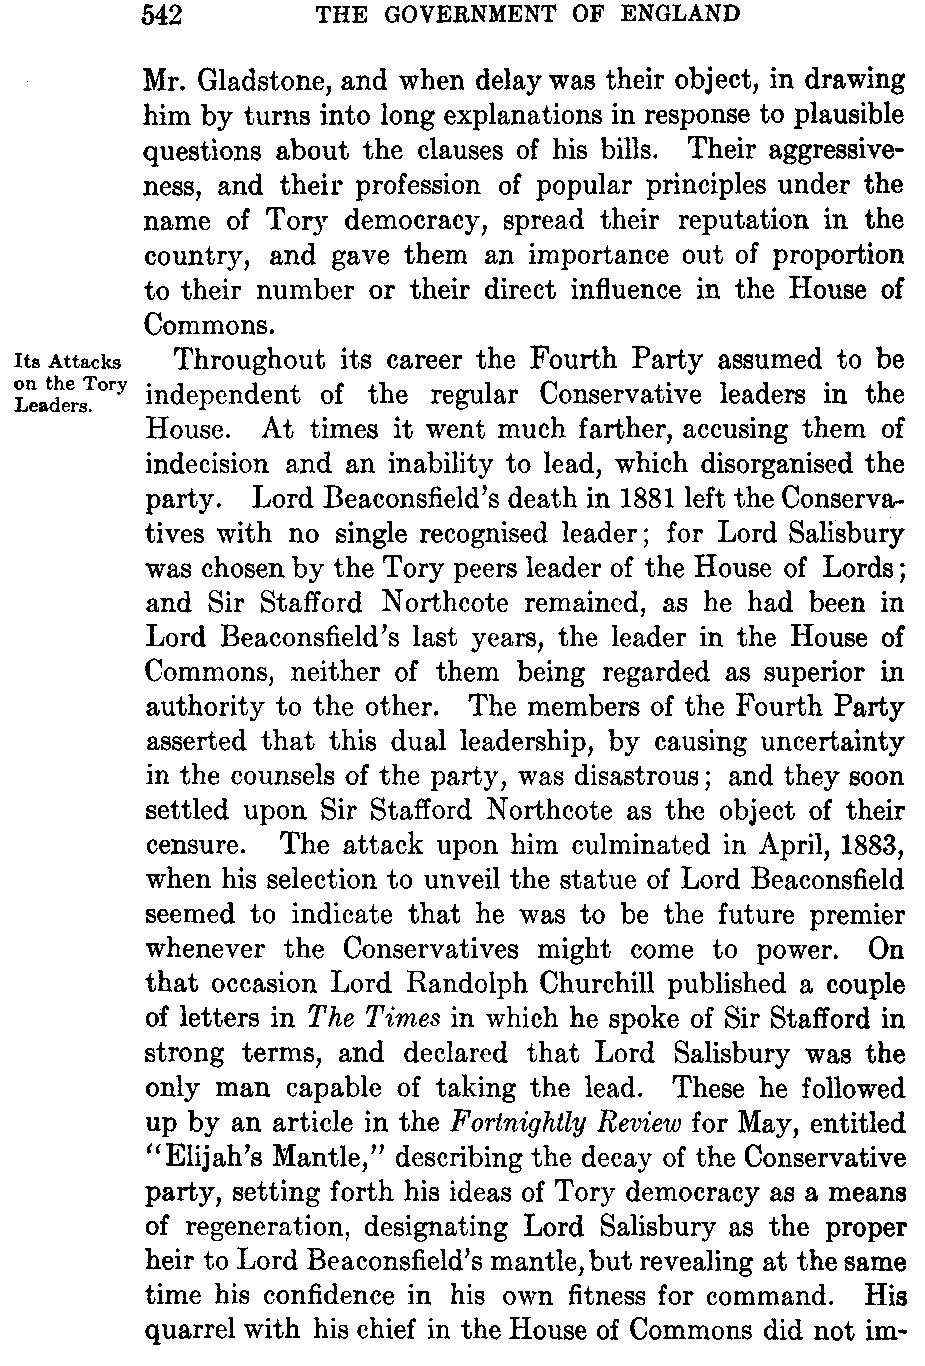 542 THE GOVERNMENT OF ENGLAND
Mr. Gladstone, and when delay was their object, in drawing
him by turns into long explanations in response to plausible
questions about the clauses of his bills. Their aggressive-
ness, and their profession of popular principles under the
name of Tory democracy, spread their reputation in the
country, and gave them an importance out of proportion
to their number or their direct influence in the House of
Commons.
Its Attacks
on the Tory
Leaders.
Throughout its career the Fourth Party assumed to be
independent of the regular Conservative leaders in the
House. At times it went much farther, accusing them of
indecision and an inability to lead, which disorganised the
party. Lord Beaconsfield's death in 1881 left the Conserva-
tives with no single recognised leader; for Lord Salisbury
was chosen by the Tory peers leader of the House of Lords;
and Sir Stafford Northcote remained, as he had been in
Lord Beaconsfield's last years, the leader in the House of
Commons, neither of them being regarded as superior in
authority to the other. The members of the Fourth Party
asserted that this dual leadership, by causing uncertainty
in the counsels of the party, was disastrous; and they soon
settled upon Sir Stafford Northcote as the object of their
censure. The attack upon him culminated in April, 1883,
when his selection to unveil the statue of Lord Beaconsfield
seemed to indicate that he was to be the future premier
whenever the Conservatives might come to power. On
that occasion Lord Randolph Churchill published a couple
of letters in The Times in which he spoke of Sir Stafford in
strong terms, and declared that Lord Salisbury was the
only man capable of taking the lead. These he followed
up by an article in the Fortnightly Review for May, entitled
"Elijah's Mantle," describing the decay of the Conservative
party, setting forth his ideas of Tory democracy as a means
of regeneration, designating Lord Salisbury as the proper
heir to Lord Beaconsfield's mantle, but revealing at the same
time his confidence in his own fitness for command. His
quarrel with his chief in the House of Commons did not im-